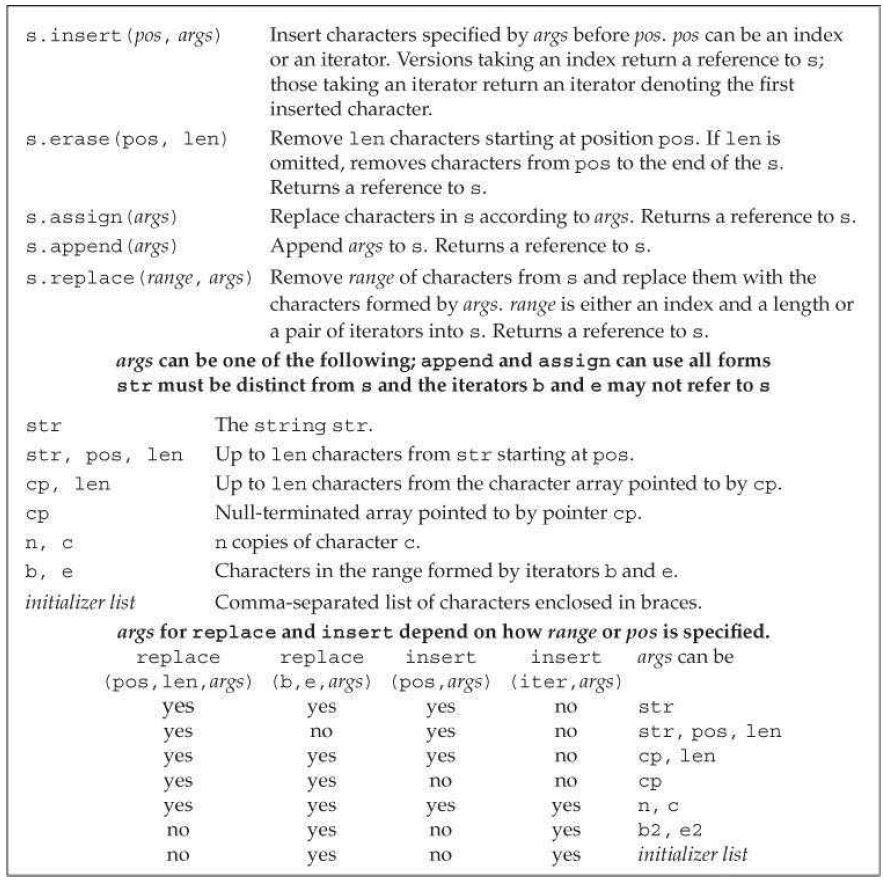 s.insert(pos, args) Insert characters specified by args before pos. pos can be an index
or an iterator. Versions taking an index return a reference to s;
those taking an iterator return an iterator denoting the first
inserted character.
s.erase(pos, len) Remove len characters starting at position pos. If len is
omitted, removes characters from pos to the end of the s.
Returns a reference to s.
s.assign(args) Replace characters in s according to args. Returns a reference to s.
s.append(args) Append args to s. Returns a reference to s.
s.replace(range, args) Remove range of characters from s and replace them with the
characters formed by args. range is either an index and a length or
a pair of iterators into s. Returns a reference to s.
args can be one of the following; append and assign can use all forms
str must be distinct from s and the iterators b and e may not refer to s
str The string str.
str, pos, len Up to len characters from str starting at pos.
cp, len Up to len characters from the character array pointed to by cp.
cp Null-terminated array pointed to by pointer cp.
n, c n copies of character c.
b, e Characters in the range formed by iterators b and e.
initializer list Comma-separated list of characters enclosed in braces.
args for replace and insert depend on how range or pos is specified.
replace replace insert insert args can be
(pos,len,args) (b,e,args) (pos,args) (iter,args)
yes yes yes no str
yes no yes no str, pos, len
yes yes yes no cp, len
yes yes no no cp
yes yes yes yes n, c
no yes no yes b2, e2
no yes no yes initializer list